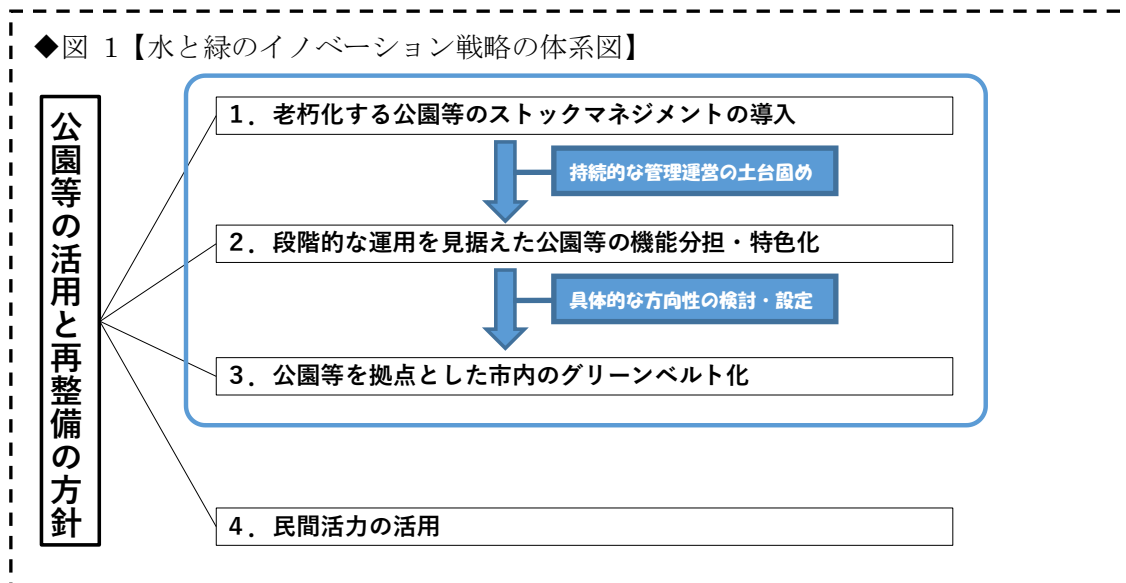 ◆図 1【水と緑のイノベーション戦略の体系図】
公園等の活用と再整備の方針
１．老朽化する公園等のストックマネジメントの導入
持続的な管理運営の土台固め
２．段階的な運用を見据えた公園等の機能分担・特色化
具体的な方向性の検討・設定
３．公園等を拠点とした市内のグリーンベルト化
４．民間活力の活用